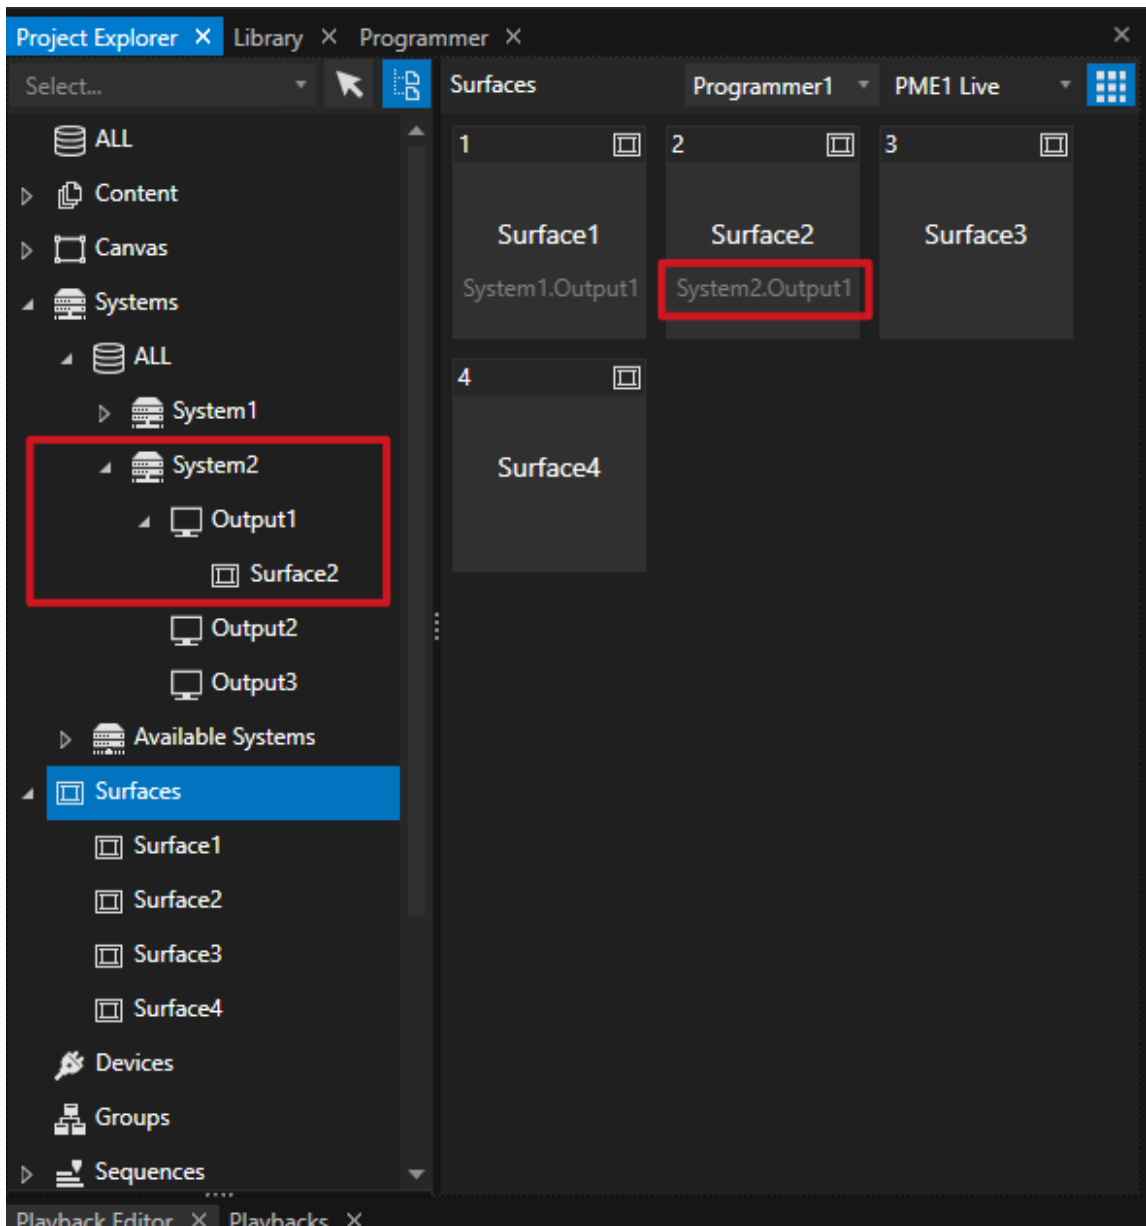 Project Explorer × Library × Programmer ×
Select...
Surfaces Programmer1 PME1 Live
ALL
Content
Canvas
Systems
ALL
System1
System2
Output1
Surface2
Output2
Output3
Available Systems
Surfaces
Surface1
Surface2
Surface3
Surface4
Devices
Groups
Sequences
1
Surface1
System1.Output1
2
Surface2
System2.Output1
3
Surface3
4
Surface4
Playback Editor × Playbacks ×